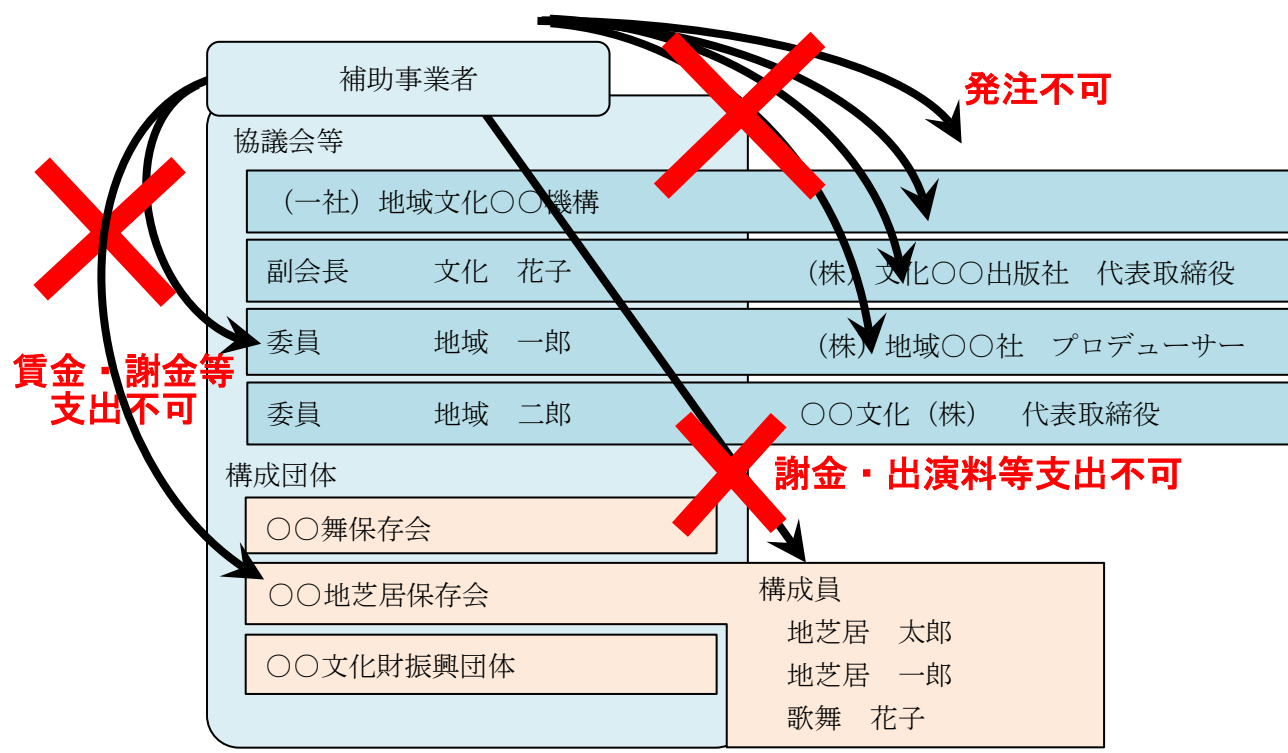 補助事業者
発注不可
協議会等
（一社）地域文化〇〇機構
副会長　文化　花子　（株）文化〇〇出版社　代表取締役
委員　地域　一郎　（株）地域〇〇社　プロデューサー
賃金・謝金等
支出不可
委員　地域　二郎　〇〇文化（株）　代表取締役
謝金・出演料等支出不可
構成団体
〇〇舞保存会
〇〇地芝居保存会
構成員
地芝居　太郎
地芝居　一郎
歌舞　花子
〇〇文化財振興団体